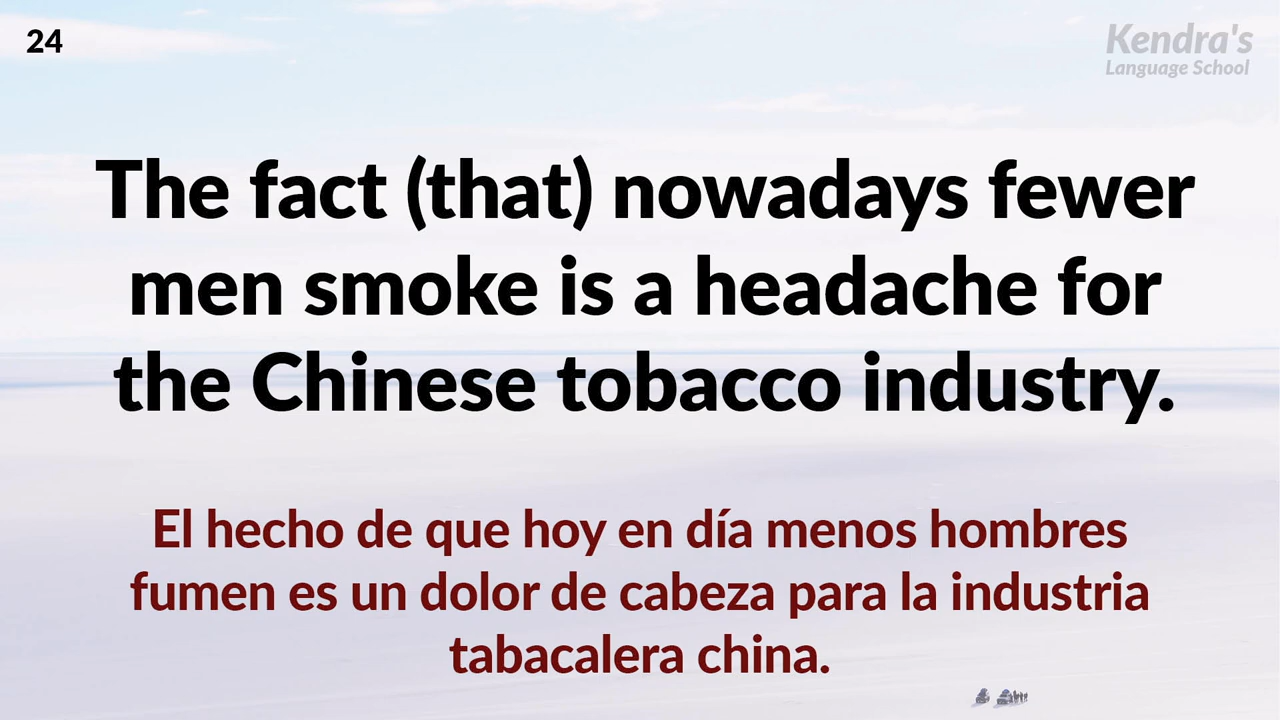 24
Kendra's
Language School
The fact (that) nowadays fewer
men smoke is a headache for
the Chinese tobacco industry.
El hecho de que hoy en día menos hombres
fumen es un dolor de cabeza para la industria
tabacalera china.